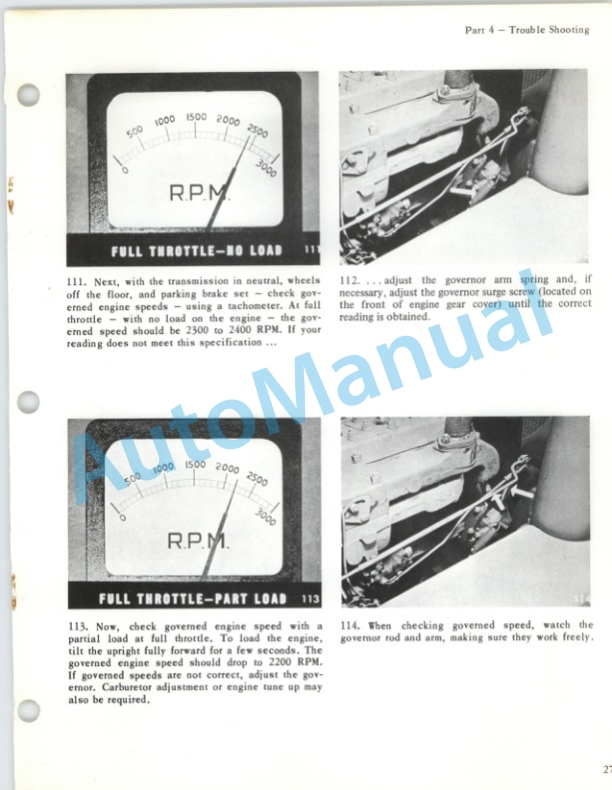 Part 4 – Trouble Shooting
0 500 1000 1500 2000 2500 3000
R.P.M.
FULL THROTTLE–NO LOAD 111
111. Next, with the transmission in neutral, wheels
off the floor, and parking brake set – check gov-
erned engine speeds – using a tachometer. At full
throttle – with no load on the engine – the gov-
erned speed should be 2300 to 2400 RPM. If your
reading does not meet this specification ...
112. ...adjust the governor arm spring and, if
necessary, adjust the governor surge screw (located on
the front of engine gear cover) until the correct
reading is obtained.
AutoManual
0 500 1000 1500 2000 2500 3000
R.P.M.
FULL THROTTLE–PART LOAD 113
113. Now, check governed engine speed with a
partial load at full throttle. To load the engine,
tilt the upright fully forward for a few seconds. The
governed engine speed should drop to 2200 RPM.
If governed speeds are not correct, adjust the gov-
ernor. Carburetor adjustment or engine tune up may
also be required.
114
114. When checking governed speed, watch the
governor rod and arm, making sure they work freely.
27